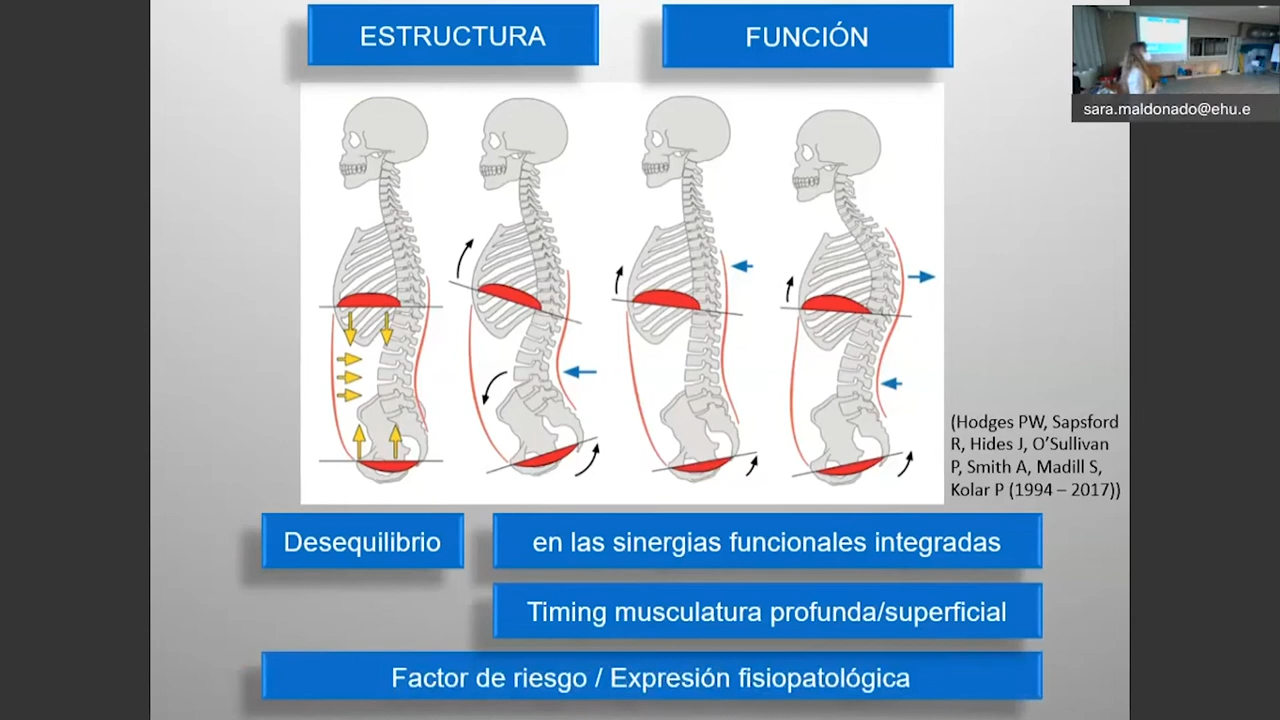 ESTRUCTURA
FUNCIÓN
sara.maldonado@ehu.e
(Hodges PW, Sapsford
R, Hides J, O'Sullivan
P, Smith A, Madill S,
Kolar P (1994 – 2017))
Desequilibrio
en las sinergias funcionales integradas
Timing musculatura profunda/superficial
Factor de riesgo / Expresión fisiopatológica